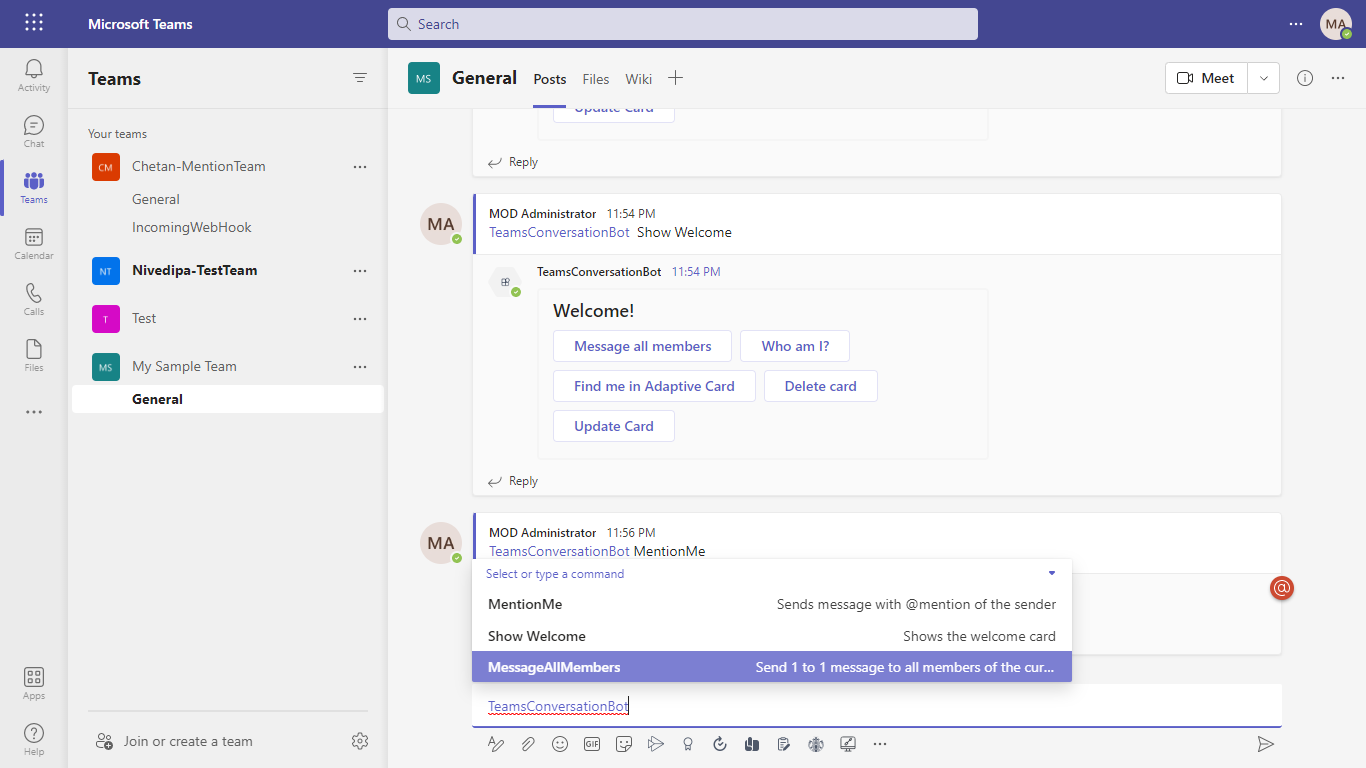 Microsoft Teams
Search
MA
Activity
Chat
Teams
Calendar
Calls
Files
Apps
Help
Teams
Your teams
CM Chetan-MentionTeam
General
IncomingWebHook
NT Nivedipa-TestTeam
T Test
MS My Sample Team
General
Join or create a team
MS General Posts Files Wiki
Meet
Update Card
Reply
MA
MOD Administrator 11:54 PM
TeamsConversationBot Show Welcome
TeamsConversationBot 11:54 PM
Welcome!
Message all members Who am I?
Find me in Adaptive Card Delete card
Update Card
Reply
MA
MOD Administrator 11:56 PM
TeamsConversationBot MentionMe
Select or type a command
MentionMe Sends message with @mention of the sender
Show Welcome Shows the welcome card
MessageAllMembers Send 1 to 1 message to all members of the cur...
@
TeamsConversationBot
GIF